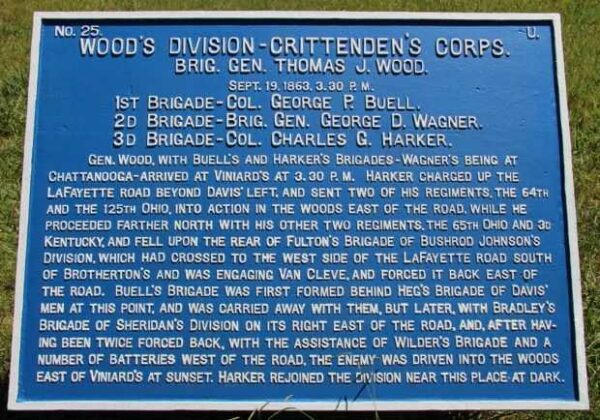 No. 25. U.
WOOD'S DIVISION-CRITTENDEN'S CORPS.
BRIG. GEN. THOMAS J. WOOD.
SEPT. 19, 1863, 3.30 P. M.
1ST BRIGADE-COL. GEORGE P. BUELL.
2D BRIGADE-BRIG. GEN. GEORGE D. WAGNER.
3D BRIGADE-COL. CHARLES G. HARKER.
GEN. WOOD, WITH BUELL'S AND HARKER'S BRIGADES-WAGNER'S BEING AT
CHATTANOOGA-ARRIVED AT VINIARD'S AT 3.30 P. M. HARKER CHARGED UP THE
LAFAYETTE ROAD BEYOND DAVIS' LEFT, AND SENT TWO OF HIS REGIMENTS, THE 64TH
AND THE 125TH OHIO, INTO ACTION IN THE WOODS EAST OF THE ROAD, WHILE HE
PROCEEDED FARTHER NORTH WITH HIS OTHER TWO REGIMENTS, THE 65TH OHIO AND 3D
KENTUCKY, AND FELL UPON THE REAR OF FULTON'S BRIGADE OF BUSHROD JOHNSON'S
DIVISION, WHICH HAD CROSSED TO THE WEST SIDE OF THE LAFAYETTE ROAD SOUTH
OF BROTHERTON'S AND WAS ENGAGING VAN CLEVE, AND FORCED IT BACK EAST OF
THE ROAD. BUELL'S BRIGADE WAS FIRST FORMED BEHIND HEG'S BRIGADE OF DAVIS'
MEN AT THIS POINT, AND WAS CARRIED AWAY WITH THEM, BUT LATER, WITH BRADLEY'S
BRIGADE OF SHERIDAN'S DIVISION ON ITS RIGHT EAST OF THE ROAD, AND, AFTER HAV-
ING BEEN TWICE FORCED BACK, WITH THE ASSISTANCE OF WILDER'S BRIGADE AND A
NUMBER OF BATTERIES WEST OF THE ROAD, THE ENEMY WAS DRIVEN INTO THE WOODS
EAST OF VINIARD'S AT SUNSET. HARKER REJOINED THE DIVISION NEAR THIS PLACE AT DARK.